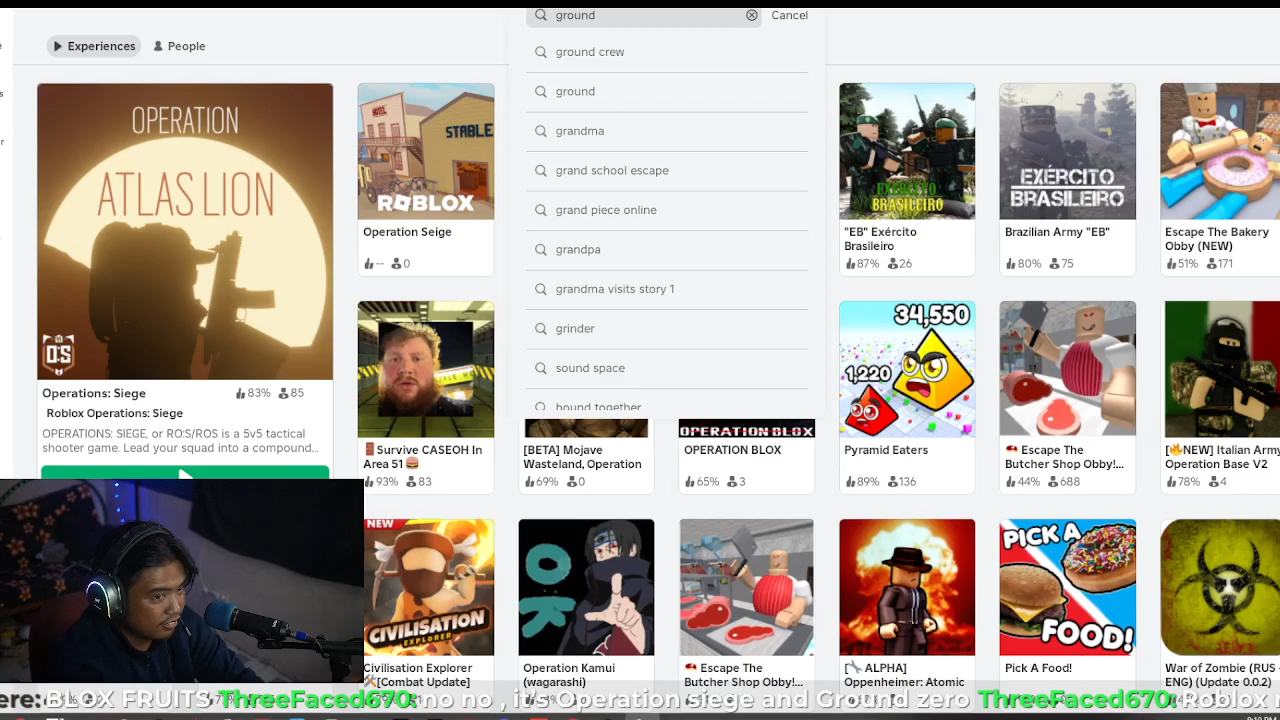 ground
Cancel
Experiences
People
ground crew
ground
grandma
grand school escape
grand piece online
grandpa
grandma visits story 1
grinder
sound space
bound together
OPERATION
ATLAS LION
O:S
Operations: Siege
83% 85
Roblox Operations: Siege
OPERATIONS: SIEGE, or RO:S/ROS is a 5v5 tactical
shooter game. Lead your squad into a compound...
HOTEL
STABLE
ROBLOX
Operation Seige
-- 0
EXÉRCITO
BRASILEIRO
"EB" Exército
Brasileiro
87% 26
EXÉRCITO
BRASILEIRO
Brazilian Army "EB"
80% 75
Escape The Bakery
Obby (NEW)
51% 171
🚪Survive CASEOH In
Area 51 🍔
93% 83
[BETA] Mojave
Wasteland, Operation
69% 0
OPERATION BLOX
OPERATION BLOX
65% 3
34,550
1,220
Pyramid Eaters
89% 136
Escape The
Butcher Shop Obby!...
44% 688
[🔥NEW] Italian Army
Operation Base V2
78% 4
NEW
CIVILISATION
EXPLORER
Civilisation Explorer
🛠️[Combat Update]
Operation Kamui
(wagarashi)
Escape The
Butcher Shop Obby!...
[🔧 ALPHA]
Oppenheimer: Atomic
PICK A
FOOD!
Pick A Food!
War of Zombie (RUS
ENG) (Update 0.0.2)
ere: BLOX FRUITS ThreeFaced670: mo no , it's Operation siege and Ground zero ThreeFaced670: Roblox